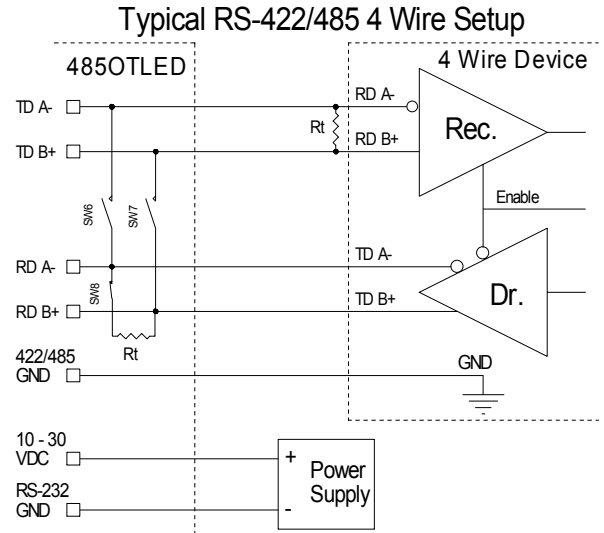 Typical RS-422/485 4 Wire Setup
485OTLED
4 Wire Device
TD A-
RD A-
Rt
Rec.
TD B+
RD B+
Enable
SW6
SW7
RD A-
TD A-
SW8
Dr.
RD B+
TD B+
Rt
422/485
GND
GND
10 - 30
VDC
+
Power
Supply
RS-232
GND
-